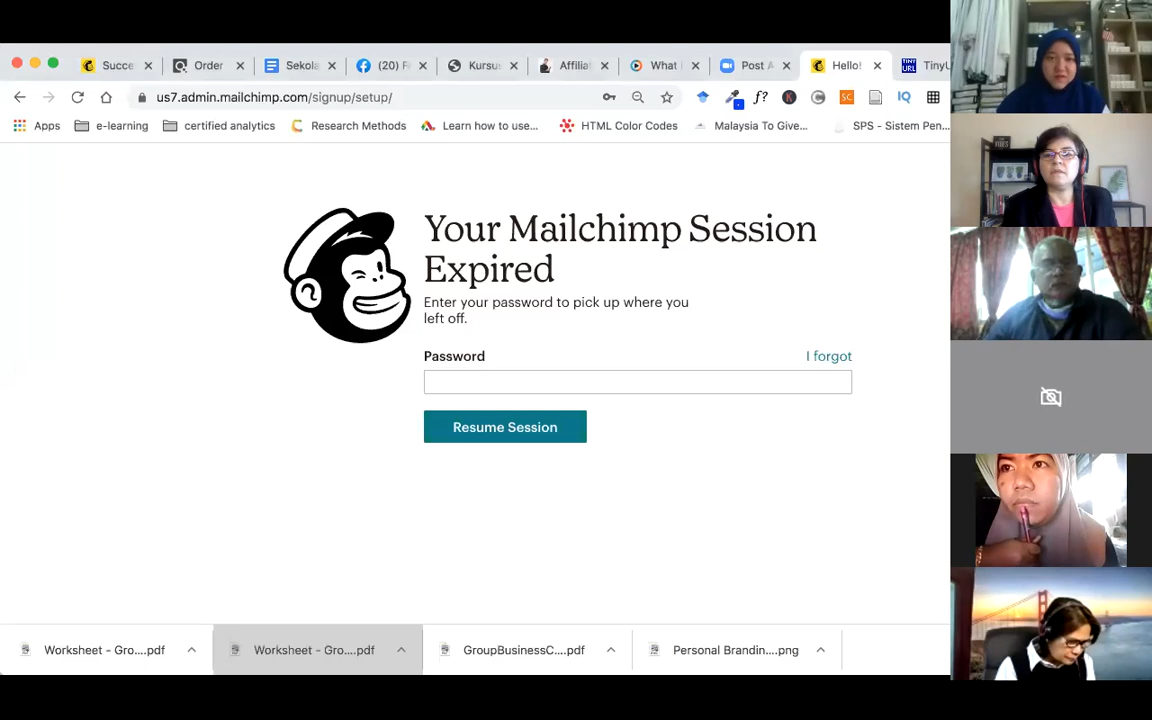 Succe
Order
Sekola
(20) F
Kursus
Affilia
What
Post A
Hello!
TinyU
us7.admin.mailchimp.com/signup/setup/
f?
K
SC
IQ
Apps
e-learning
certified analytics
Research Methods
Learn how to use...
HTML Color Codes
Malaysia To Give...
SPS - Sistem Pen...
Your Mailchimp Session
Expired
Enter your password to pick up where you
left off.
Password
I forgot
Resume Session
Worksheet - Gro....pdf
Worksheet - Gro....pdf
GroupBusinessC....pdf
Personal Brandin....png